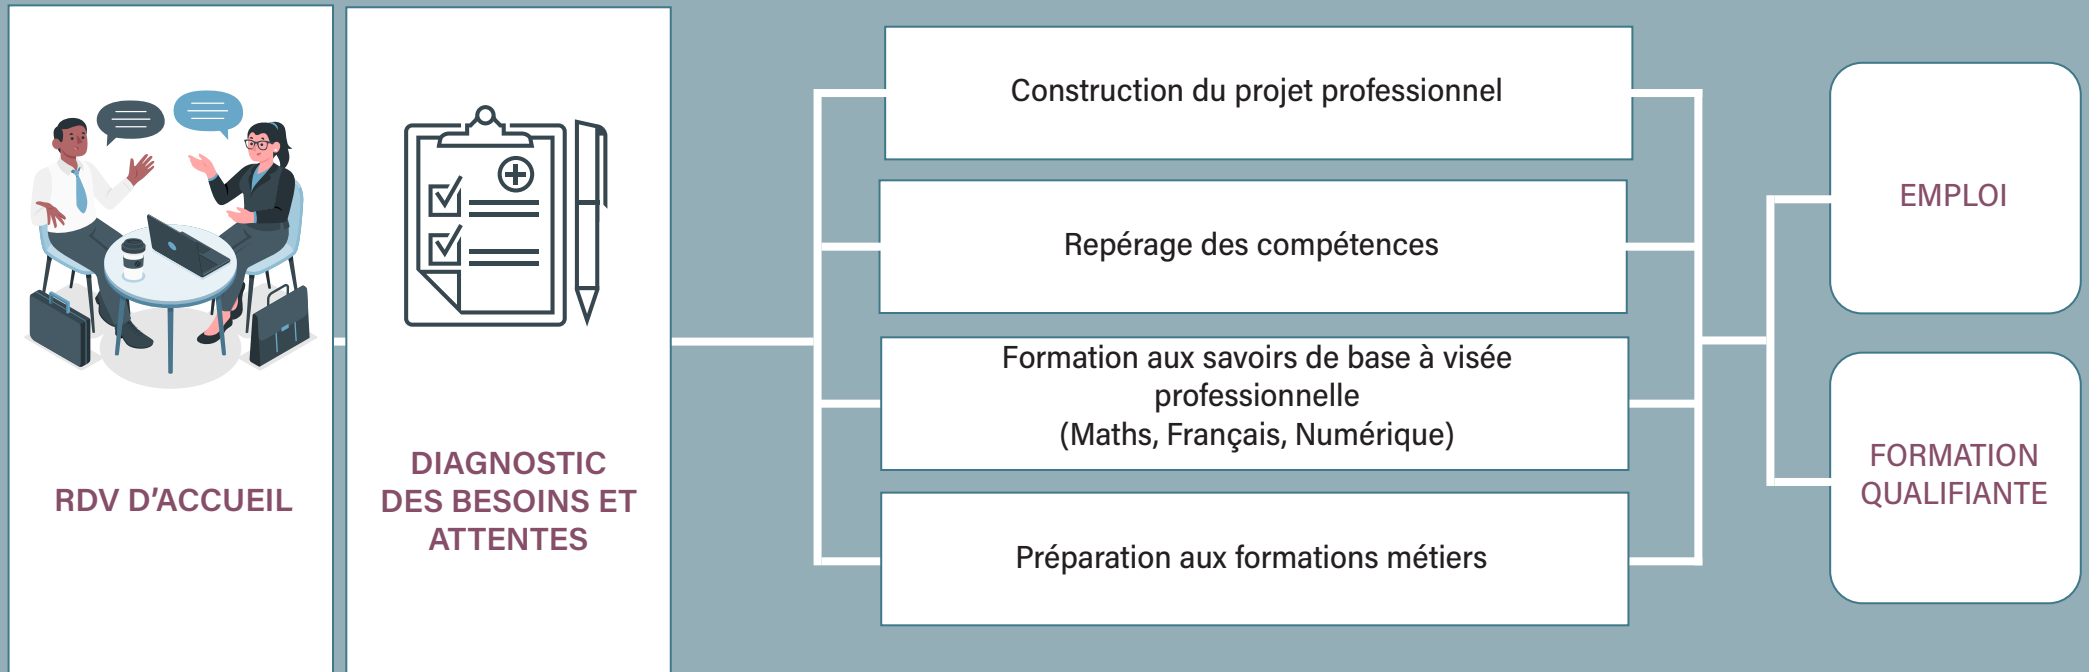 RDV D’ACCUEIL
DIAGNOSTIC
DES BESOINS ET
ATTENTES
Construction du projet professionnel
Repérage des compétences
Formation aux savoirs de base à visée
professionnelle
(Maths, Français, Numérique)
Préparation aux formations métiers
EMPLOI
FORMATION
QUALIFIANTE